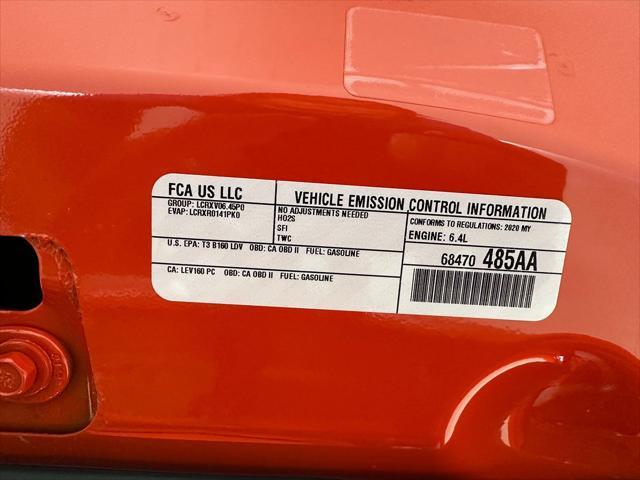 FCA US LLC
GROUP: LCRXV06.45P0
EVAP: LCRXR0141PK0
VEHICLE EMISSION CONTROL INFORMATION
NO ADJUSTMENTS NEEDED
HO2S
SFI
TWC
CONFORMS TO REGULATIONS: 2020 MY
ENGINE: 6.4L
U.S. EPA: T3 B160 LDV OBD: CA OBD II FUEL: GASOLINE
68470 485AA
CA: LEV160 PC OBD: CA OBD II FUEL: GASOLINE